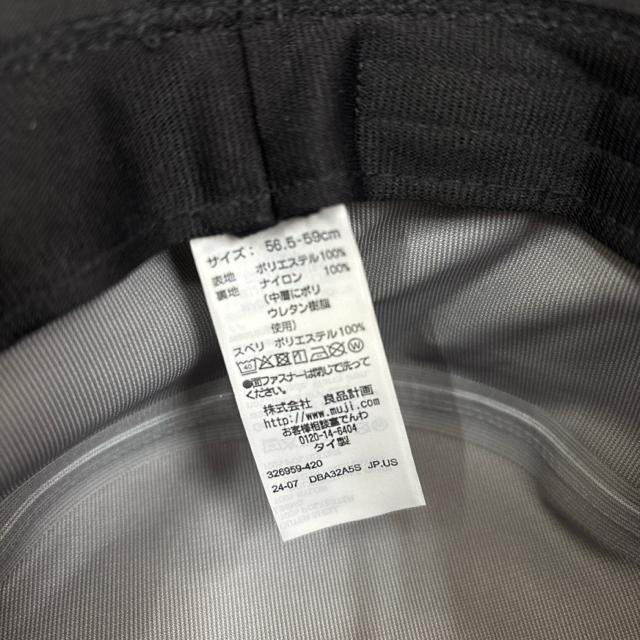 サイズ： 56.5-59cm
表地 ポリエステル100%
裏地 ナイロン 100%
（中層にポリ
ウレタン樹脂
使用）
スベリ ポリエステル100%
40 W
●面ファスナーは閉じて洗って
ください。
株式会社 良品計画
http://www.muji.com
お客様相談室でんわ
0120-14-6404
タイ製
326959-420
24-07 DBA32A5S JP.US